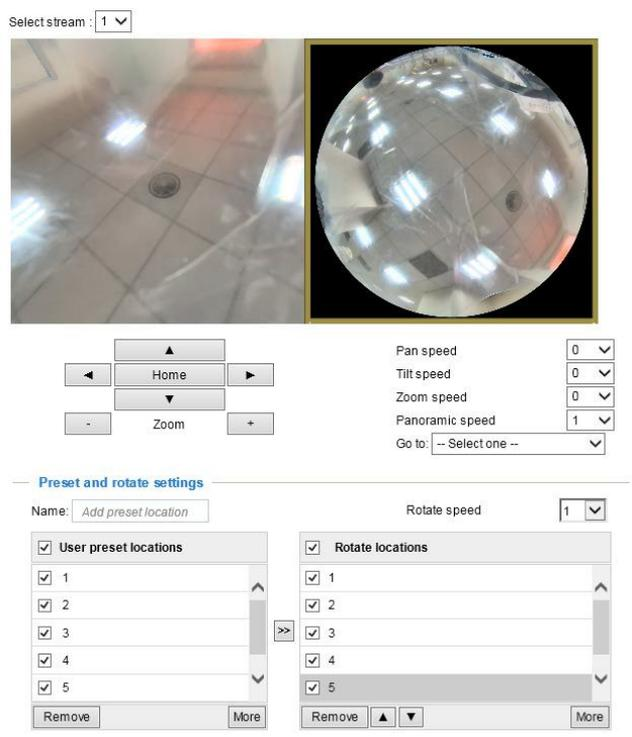 Select stream : 1
Home
Zoom
- +
Pan speed 0
Tilt speed 0
Zoom speed 0
Panoramic speed 1
Go to: -- Select one --
Preset and rotate settings
Name: Add preset location
Rotate speed 1
User preset locations
1
2
3
4
5
Remove More
>>
Rotate locations
1
2
3
4
5
Remove More